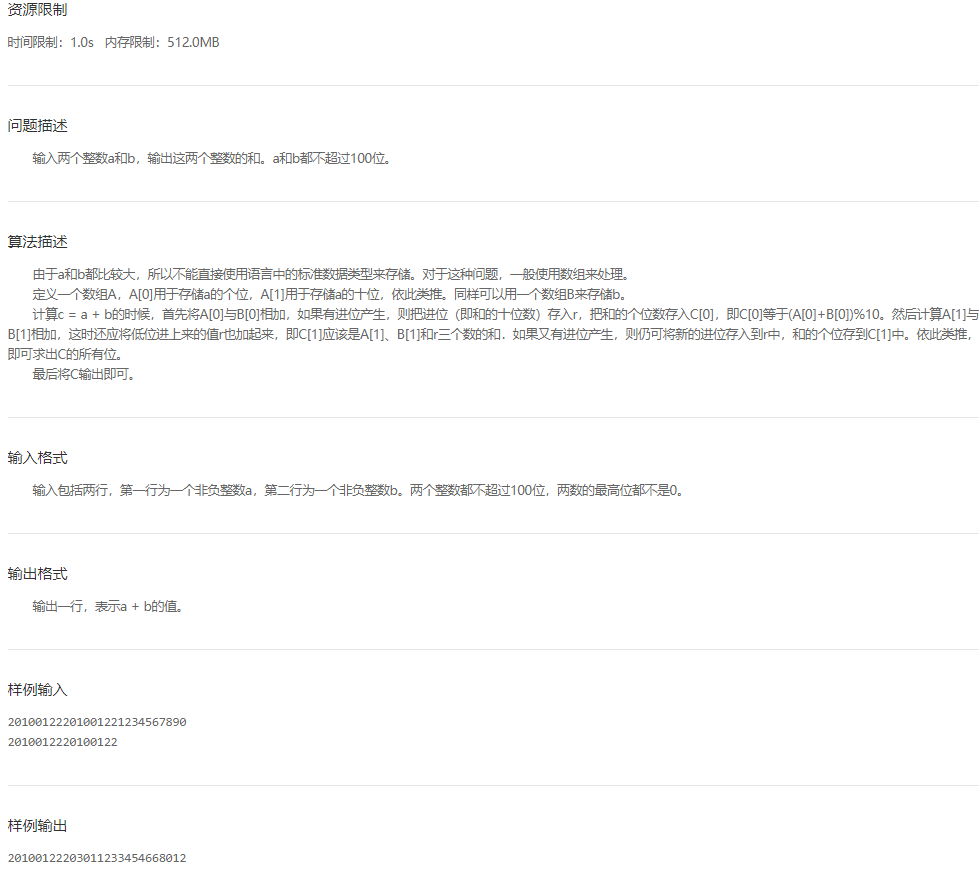 资源限制
时间限制：1.0s 内存限制：512.0MB
问题描述
输入两个整数a和b，输出这两个整数的和。a和b都不超过100位。
算法描述
由于a和b都比较大，所以不能直接使用语言中的标准数据类型来存储。对于这种问题，一般使用数组来处理。
定义一个数组A，A[0]用于存储a的个位，A[1]用于存储a的十位，依此类推。同样可以用一个数组B来存储b。
计算c = a + b的时候，首先将A[0]与B[0]相加，如果有进位产生，则把进位（即和的十位数）存入r，把和的个位数存入C[0]，即C[0]等于(A[0]+B[0])%10。然后计算A[1]与
B[1]相加，这时还应将低位进上来的值r也加起来，即C[1]应该是A[1]、B[1]和r三个数的和．如果又有进位产生，则仍可将新的进位存入到r中，和的个位存到C[1]中。依此类推，
即可求出C的所有位。
最后将C输出即可。
输入格式
输入包括两行，第一行为一个非负整数a，第二行为一个非负整数b。两个整数都不超过100位，两数的最高位都不是0。
输出格式
输出一行，表示a + b的值。
样例输入
20100122201001221234567890
2010012220100122
样例输出
20100122203011233454668012